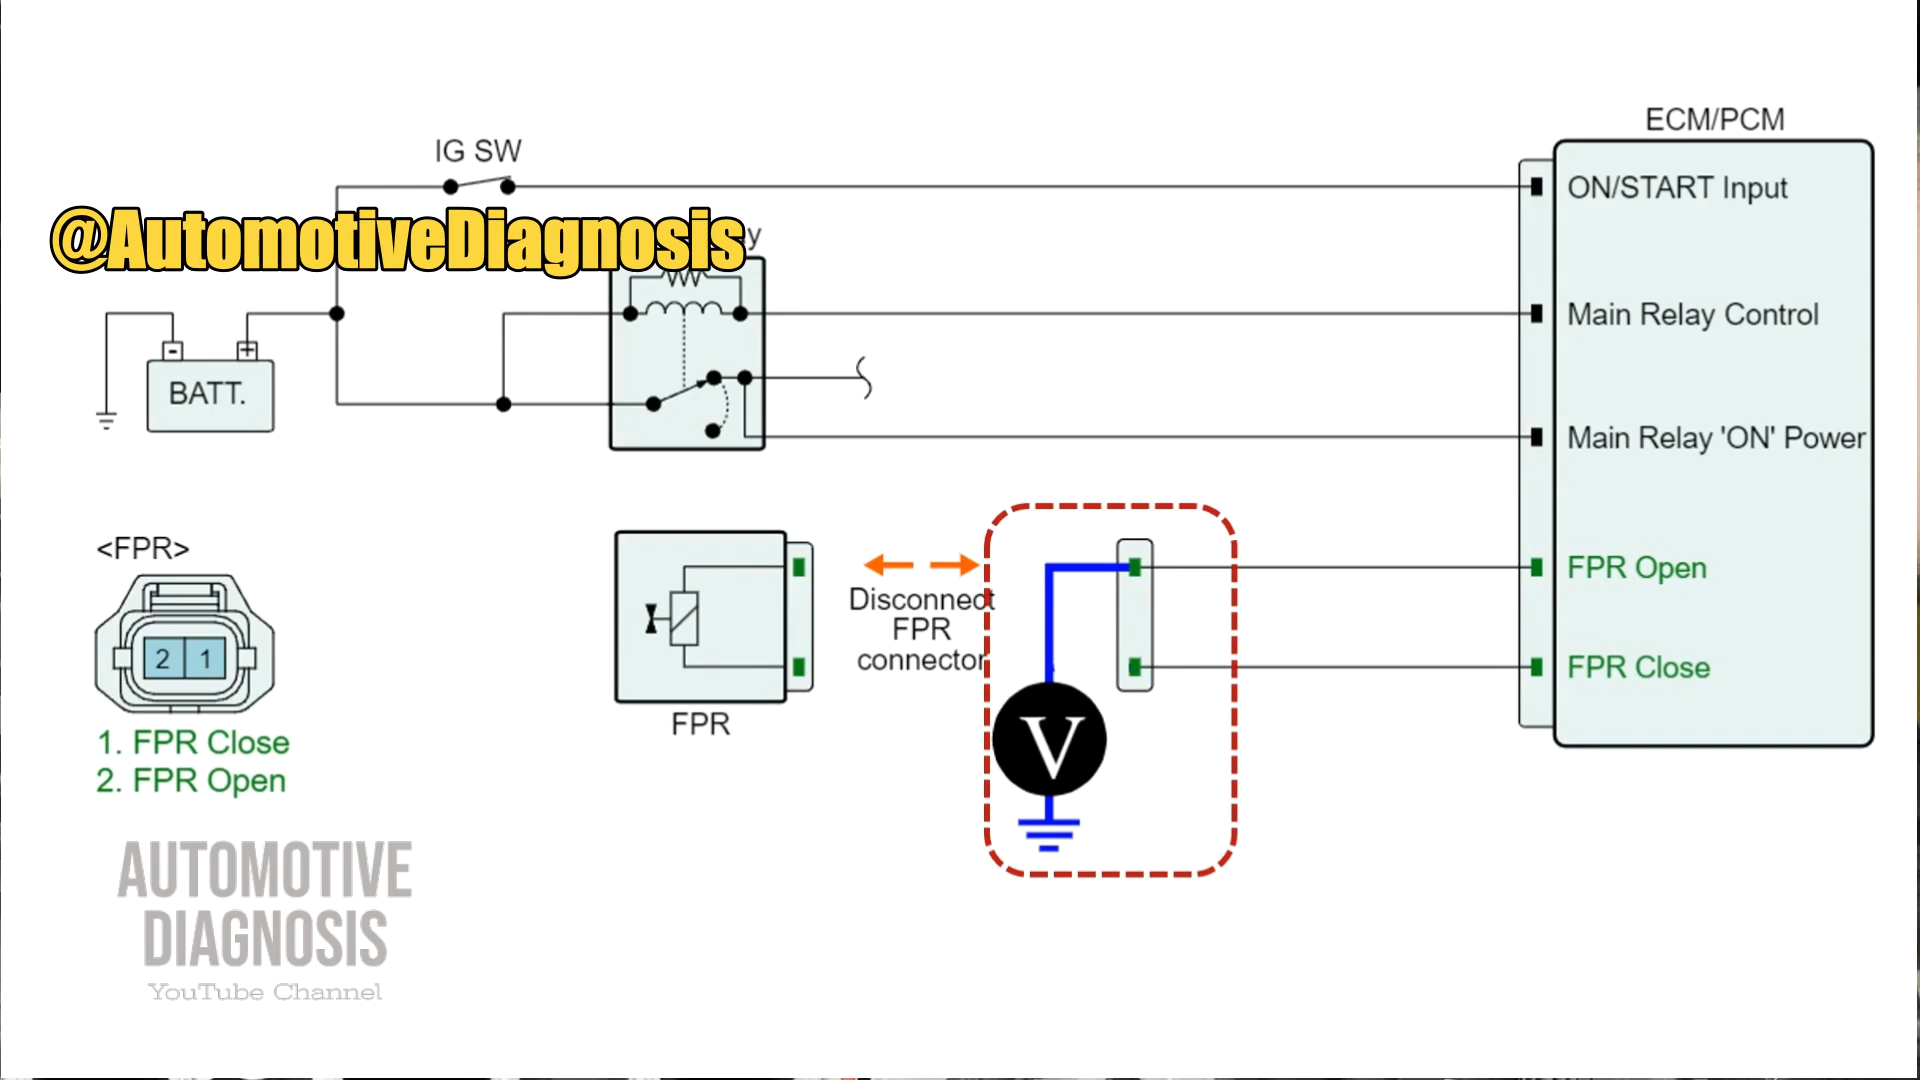 ECM/PCM
IG SW
ON/START Input
@AutomotiveDiagnosis
Main Relay Control
- +
BATT.
Main Relay 'ON' Power
<FPR>
2 1
1. FPR Close
2. FPR Open
FPR
Disconnect
FPR
connector
V
FPR Open
FPR Close
AUTOMOTIVE
DIAGNOSIS
YouTube Channel